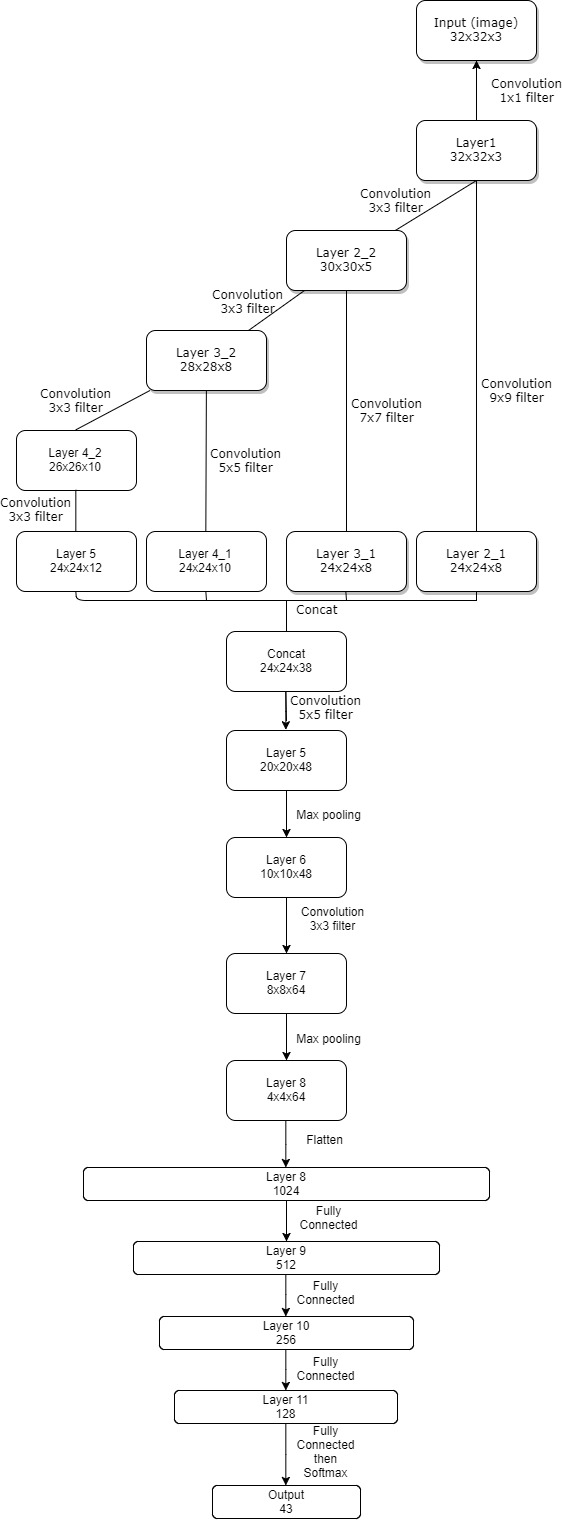 Input (image)
32x32x3
Convolution
1x1 filter
Layer1
32x32x3
Convolution
3x3 filter
Layer 2_2
30x30x5
Convolution
3x3 filter
Layer 3_2
28x28x8
Convolution
3x3 filter
Convolution
7x7 filter
Convolution
9x9 filter
Layer 4_2
26x26x10
Convolution
5x5 filter
Convolution
3x3 filter
Layer 5
24x24x12
Layer 4_1
24x24x10
Layer 3_1
24x24x8
Layer 2_1
24x24x8
Concat
Concat
24x24x38
Convolution
5x5 filter
Layer 5
20x20x48
Max pooling
Layer 6
10x10x48
Convolution
3x3 filter
Layer 7
8x8x64
Max pooling
Layer 8
4x4x64
Flatten
Layer 8
1024
Fully
Connected
Layer 9
512
Fully
Connected
Layer 10
256
Fully
Connected
Layer 11
128
Fully
Connected
then
Softmax
Output
43